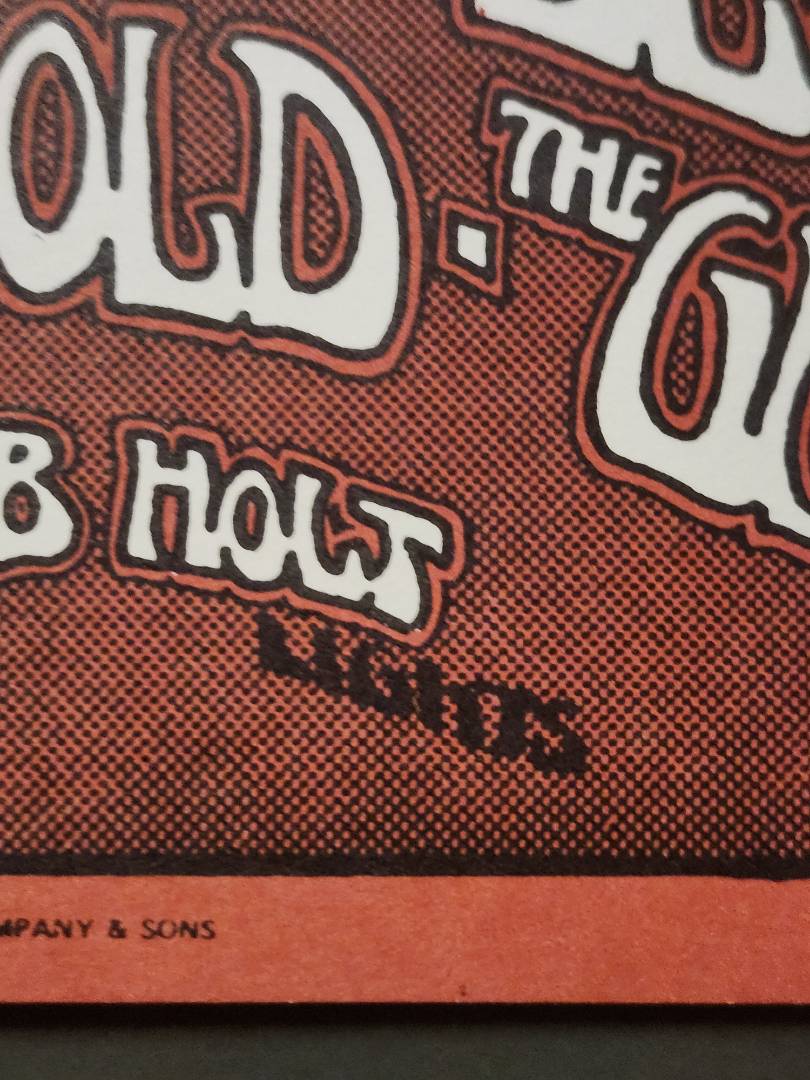 OLD · THE G
B HOLT
LIGHTS
MPANY & SONS